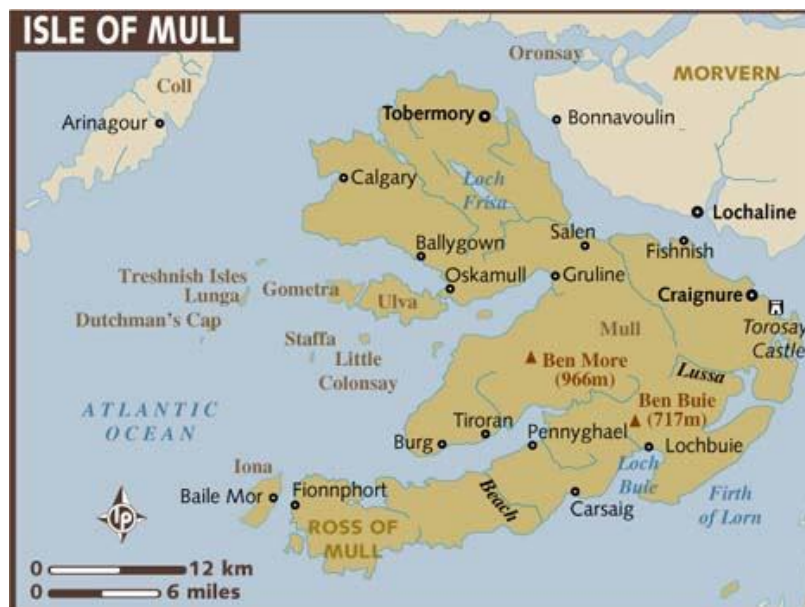 ISLE OF MULL
Oronsay
MORVERN
Coll
Arinagour
Tobermory
Bonnavoulin
Calgary
Loch
Frisa
Lochaline
Salen
Fishnish
Ballygown
Treshnish Isles
Lunga
Dutchman's Cap
Gometra
Ulva
Oskamull
Gruline
Craignure
Torosay
Castle
Staffa
Little
Colonsay
Mull
Ben More
(966m)
Lussa
Ben Buie
(717m)
ATLANTIC
OCEAN
Tiroran
Burg
Pennyghael
Lochbuie
Loch
Buie
Iona
Baile Mor
Fionnphort
Beach
Carsaig
Firth
of Lorn
ROSS OF
MULL
lp
0 12 km
0 6 miles